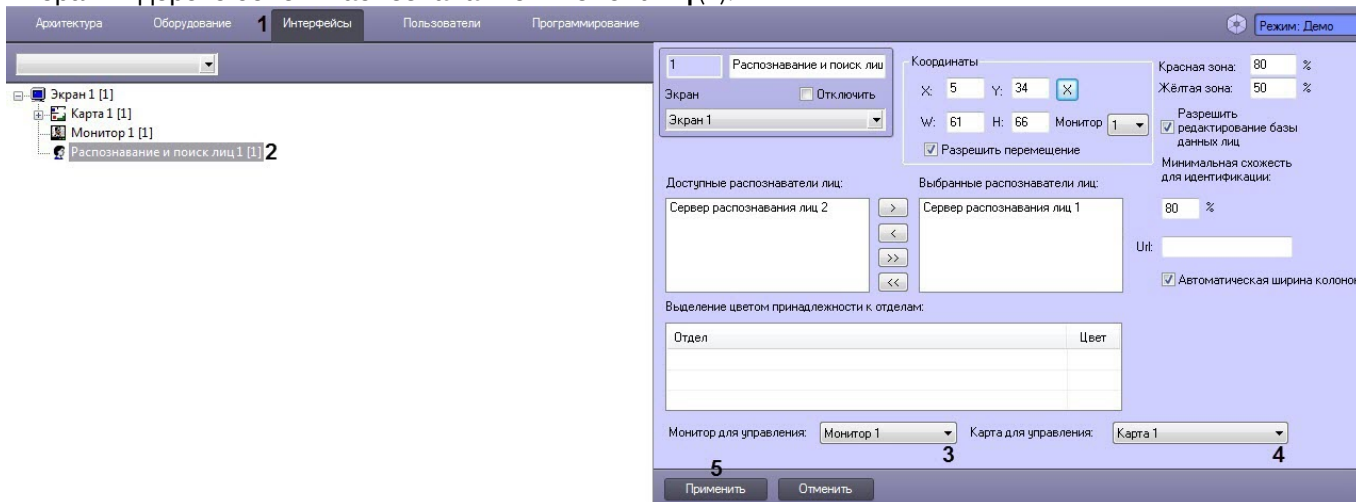 Архитектура Оборудование 1 Интерфейсы Пользователи Программирование Режим: Демо
Экран 1 [1]
Карта 1 [1]
Монитор 1 [1]
Распознавание и поиск лиц 1 [1] 2
1 Распознавание и поиск лиц
Экран Отключить
Экран 1
Координаты
X: 5 Y: 34 X
W: 61 H: 66 Монитор 1
Разрешить перемещение
Красная зона: 80 %
Жёлтая зона: 50 %
Разрешить
редактирование базы
данных лиц
Минимальная схожесть
для идентификации:
80 %
Url:
Автоматическая ширина колонок
Доступные распознаватели лиц: Выбранные распознаватели лиц:
Сервер распознавания лиц 2 > Сервер распознавания лиц 1
<
>>
<<
Выделение цветом принадлежности к отделам:
Отдел Цвет
Монитор для управления: Монитор 1 Карта для управления: Карта 1
3 4
5
Применить Отменить